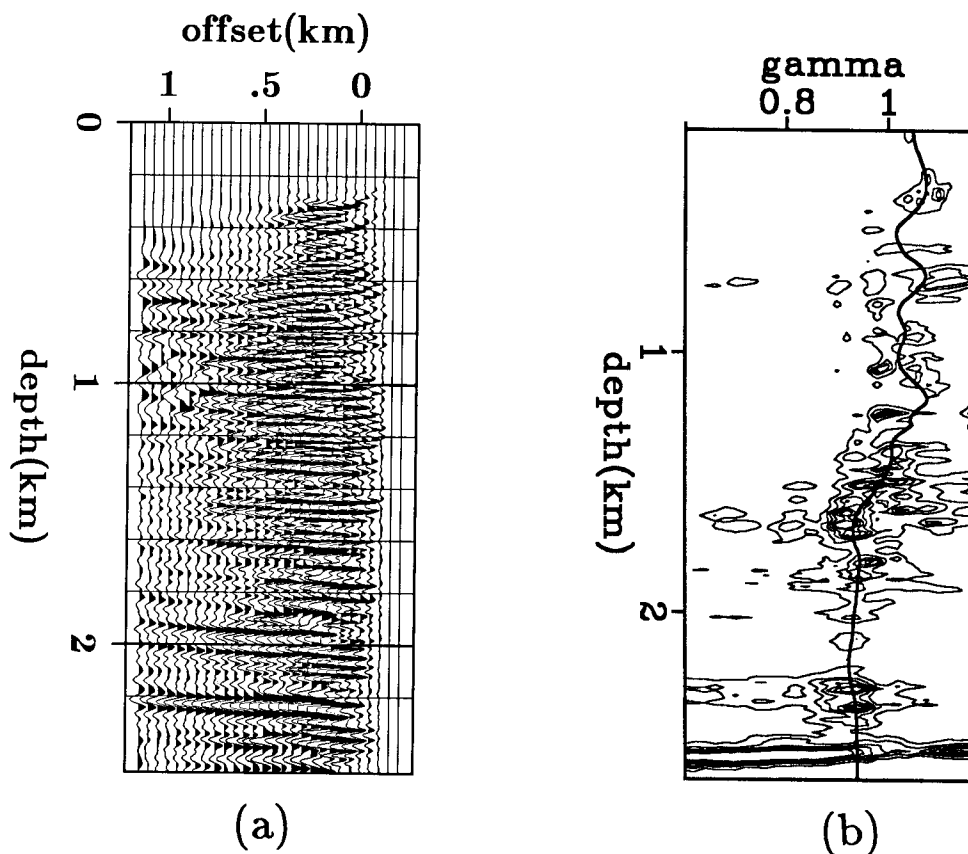 offset(km)
1 .5 0
0
1
2
depth(km)
(a)
gamma
0.8 1
1
2
depth(km)
(b)